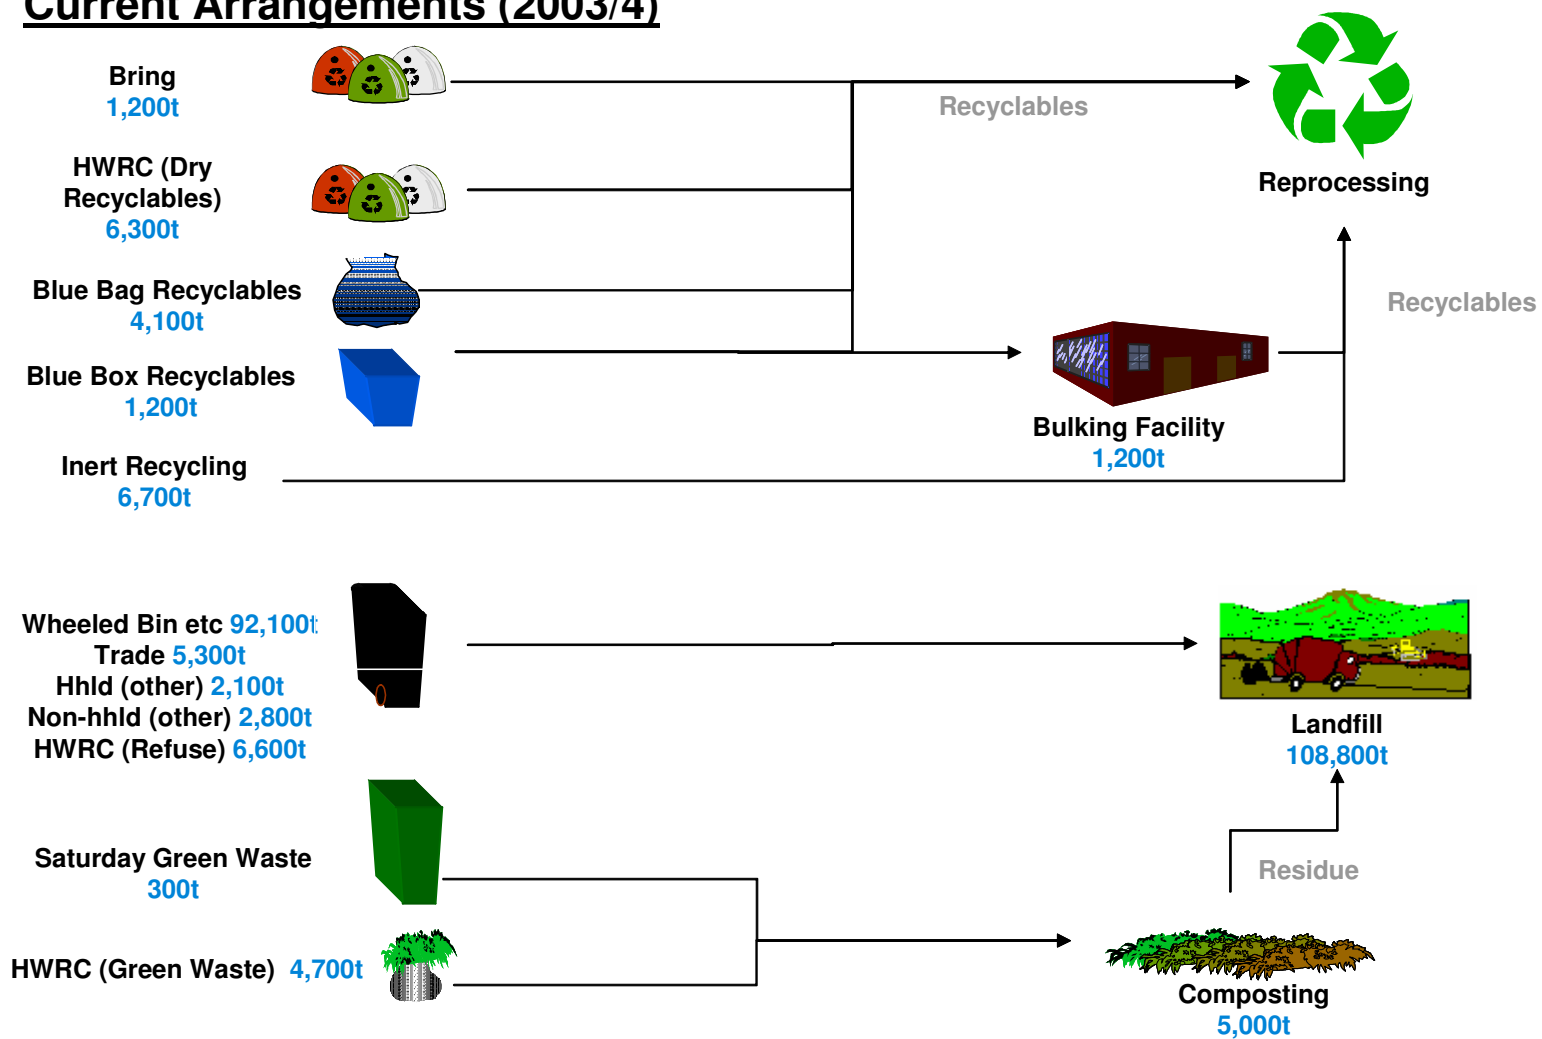 Current Arrangements (2003/4)
Bring
1,200t
Recyclables
HWRC (Dry
Recyclables)
6,300t
Reprocessing
Blue Bag Recyclables
4,100t
Recyclables
Blue Box Recyclables
1,200t
Bulking Facility
1,200t
Inert Recycling
6,700t
Wheeled Bin etc 92,100t
Trade 5,300t
Hhld (other) 2,100t
Non-hhld (other) 2,800t
HWRC (Refuse) 6,600t
Landfill
108,800t
Saturday Green Waste
300t
Residue
HWRC (Green Waste) 4,700t
Composting
5,000t